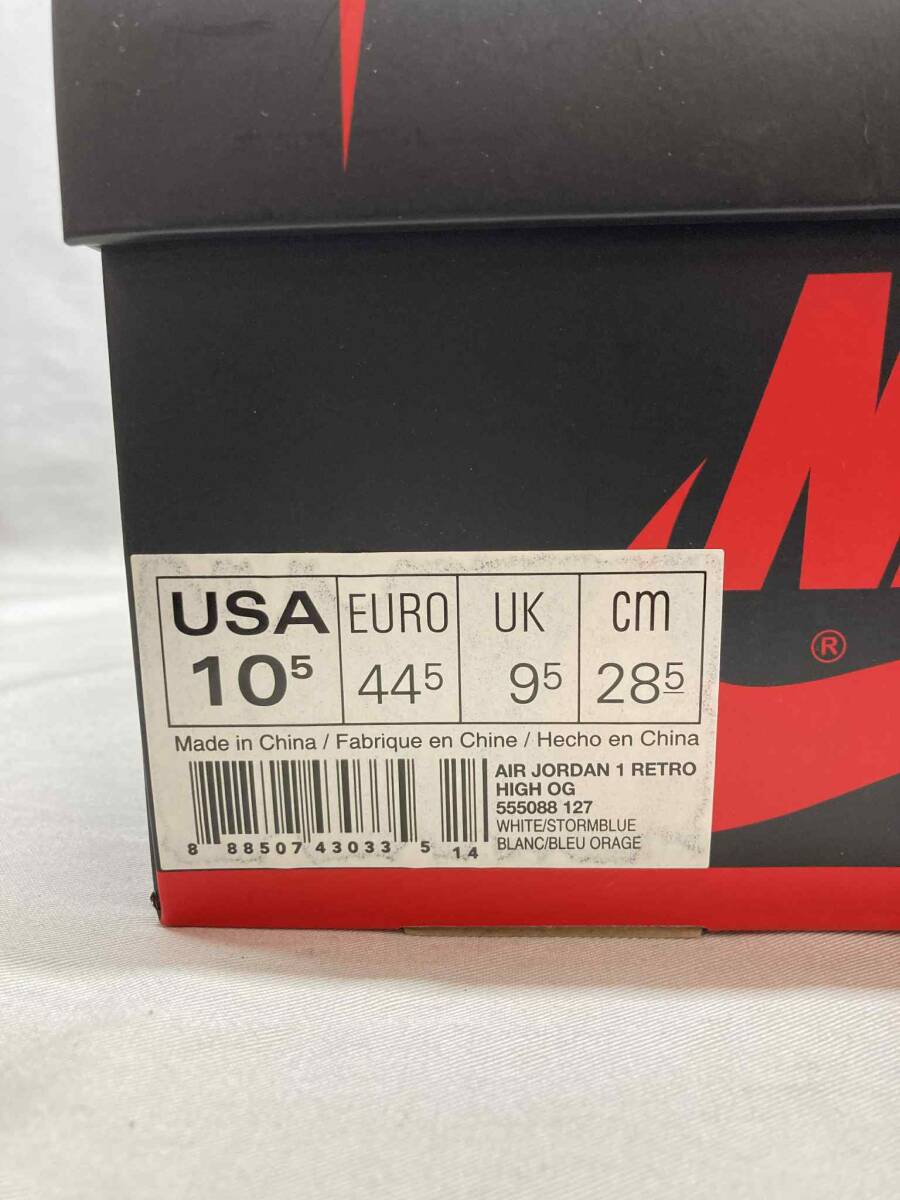 USA EURO UK cm
10⁵ 44⁵ 9⁵ 28⁵
Made in China / Fabrique en Chine / Hecho en China
AIR JORDAN 1 RETRO
HIGH OG
555088 127
WHITE/STORMBLUE
BLANC/BLEU ORAGE
8 88507 43033 5 14
®